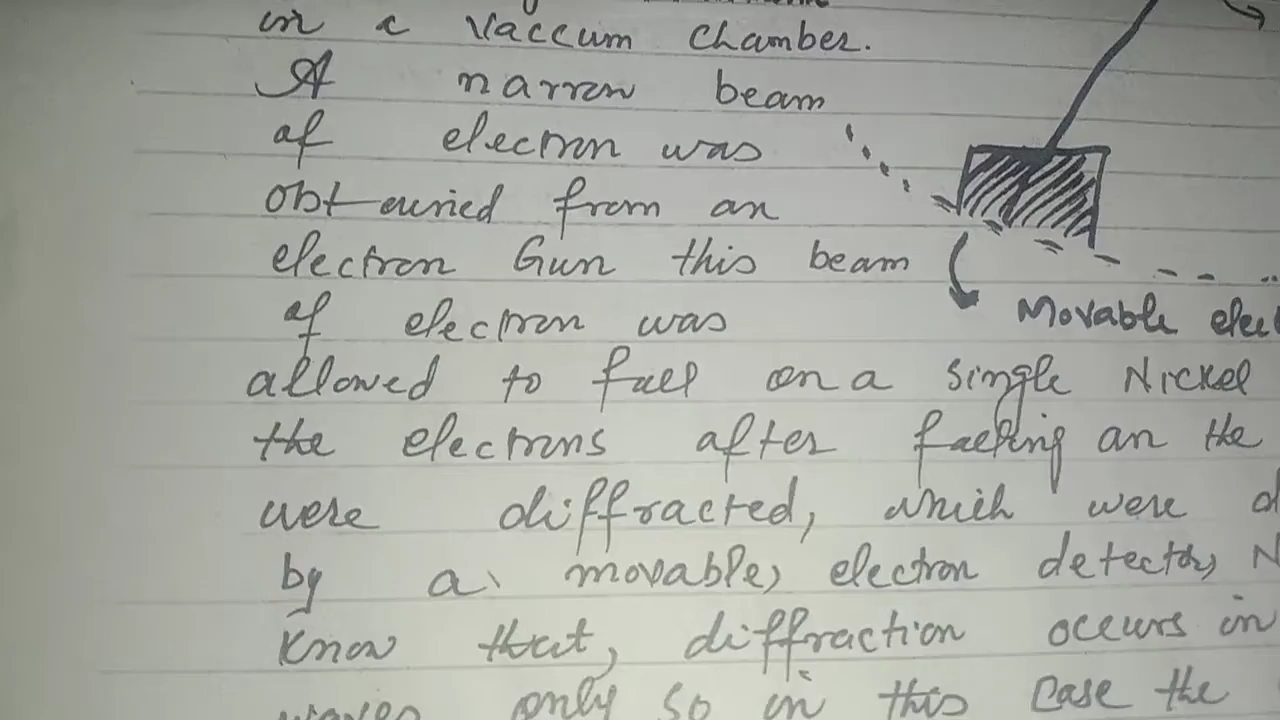 in a vaccum chamber.
A narrow beam
of electron was
obtained from an
electron Gun this beam
of electron was
Movable elect
allowed to fall on a single Nickel
the electrons after falling on the
were diffracted, which were d
by a movable, electron detector, N
know that, diffraction occurs in
waves only so in this case the